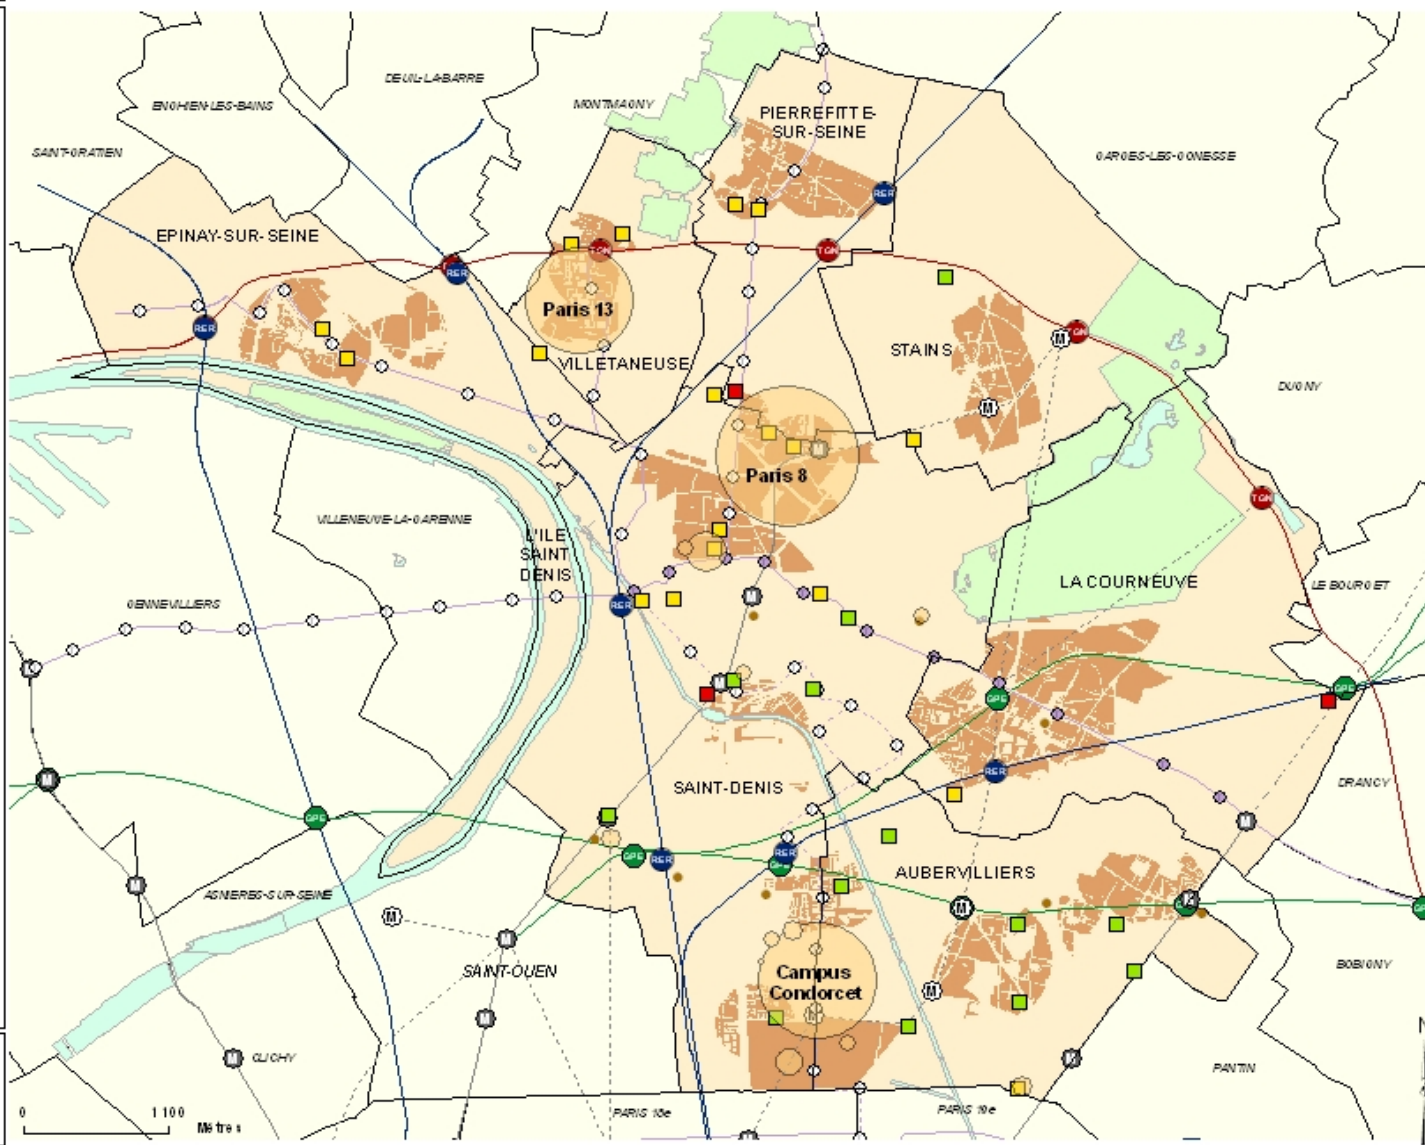 DEUIL-LA-BARRE
ENGHIEN-LES-BAINS
MONTMAGNY
PIERREFITTE-
SUR-SEINE
SAINT-GRATIEN
GARGES-LES-GONESSE
RER
EPINAY-SUR-SEINE
TGN
TGN
RER
RER
Paris 13
TGN
M
STAINS
VILLETANEUSE
DUGNY
M
M
Paris 8
TGN
VILLENEUVE-LA-GARENNE
L'ILE
SAINT
DENIS
LA COURNEUVE
LE BOURGET
GENNEVILLIERS
RER
M
M
GPE
GPE
RER
M
SAINT-DENIS
DRANCY
GPE
M
GPE
RER
RER
AUBERVILLIERS
M
ASNIERES-SUR-SEINE
M
M
M
SAINT-OUEN
Campus
Condorcet
BOBIGNY
M
M
M
CLICHY
M
M
PANTIN
0 1 100
Mètres
PARIS 18e
PARIS 19e
M